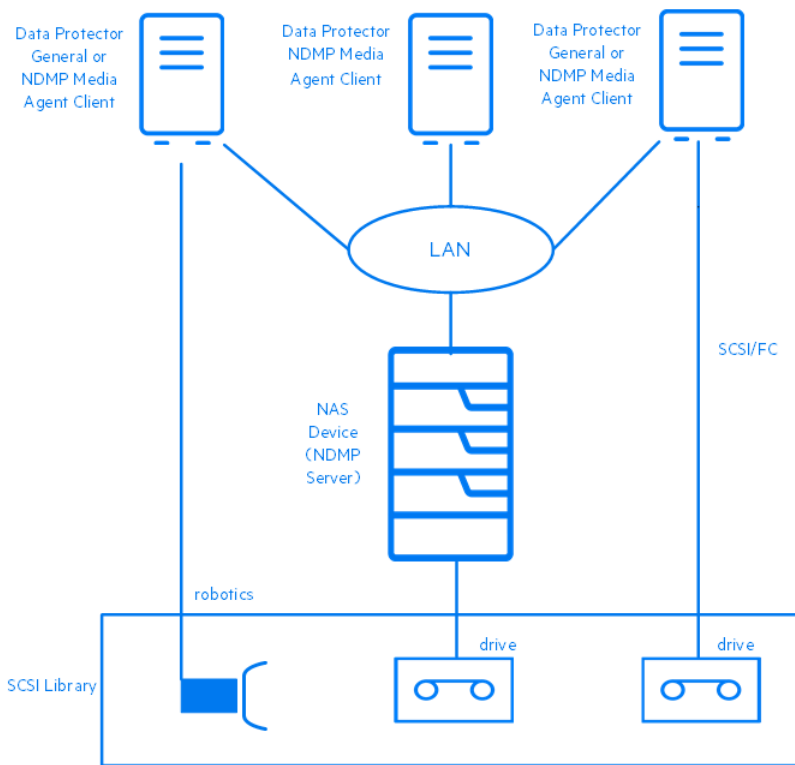 Data Protector
General or
NDMP Media
Agent Client
Data Protector
NDMP Media
Agent Client
Data Protector
General or
NDMP Media
Agent Client
LAN
SCSI/FC
NAS
Device
(NDMP
Server)
robotics
drive
drive
SCSI Library